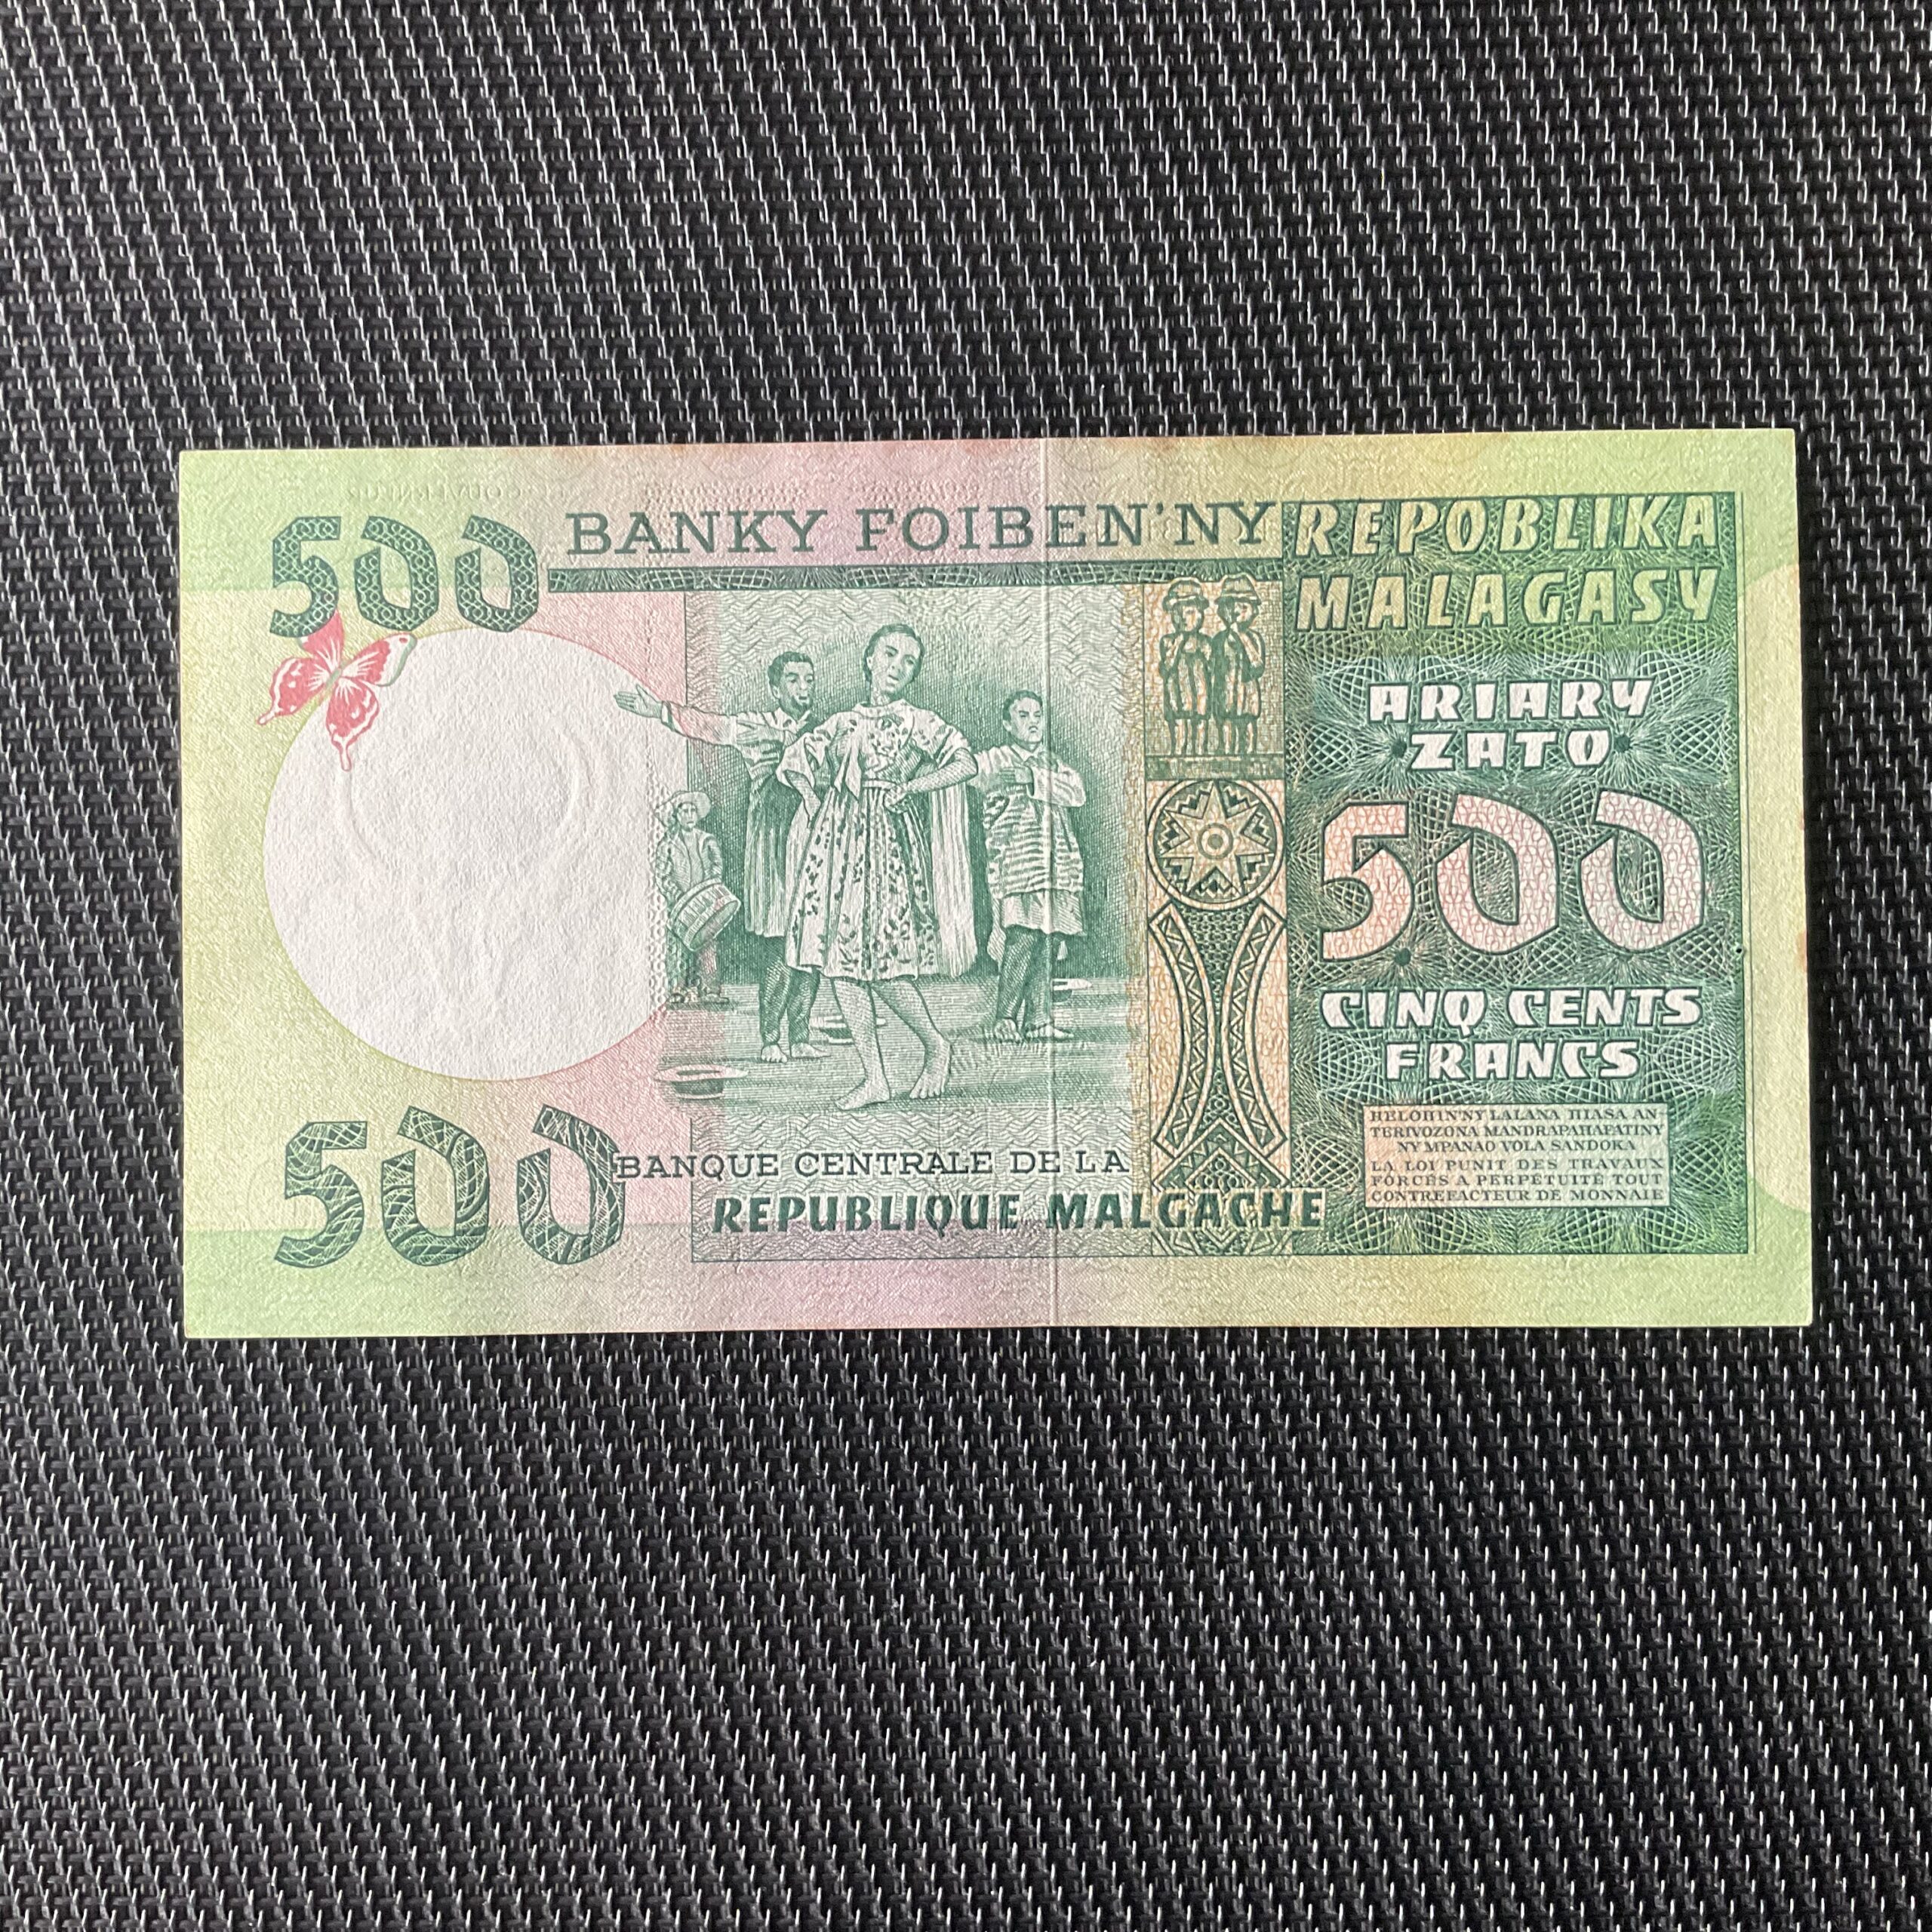 500
BANKY FOIBEN'NY
REPOBLIKA
MALAGASY
ARIARY
ZATO
500
CINQ CENTS
FRANCS
HELOHIN'NY LALANA HIASA AN
TERIVOZONA MANDRAPAHAFATINY
NY MPANAO VOLA SANDOKA
LA LOI PUNIT DES TRAVAUX
FORCÉS A PERPÉTUITÉ TOUT
CONTREFACTEUR DE MONNAIE
500
BANQUE CENTRALE DE LA
REPUBLIQUE MALGACHE